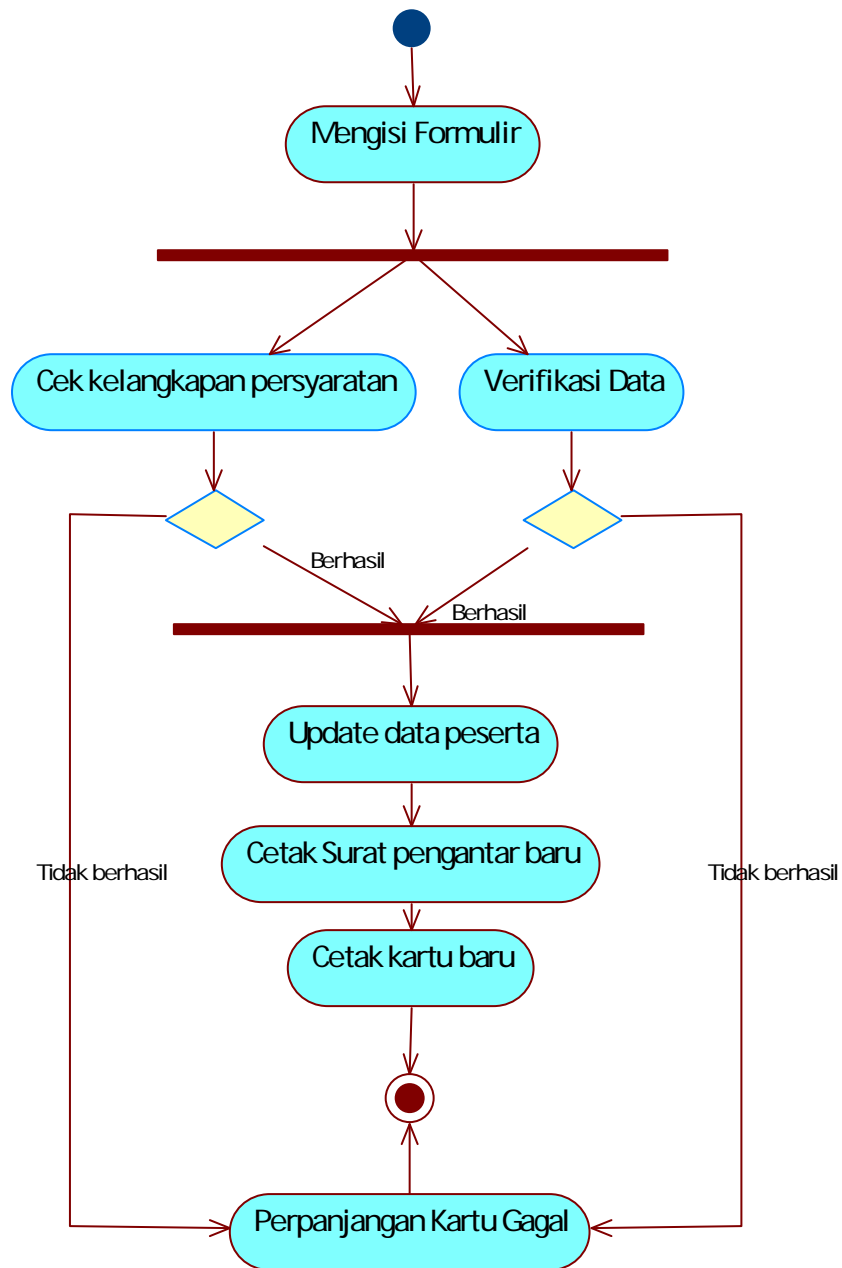 Mengisi Formulir
Cek kelangkapan persyaratan
Verifikasi Data
Berhasil
Berhasil
Update data peserta
Cetak Surat pengantar baru
Tidak berhasil
Tidak berhasil
Cetak kartu baru
Perpanjangan Kartu Gagal